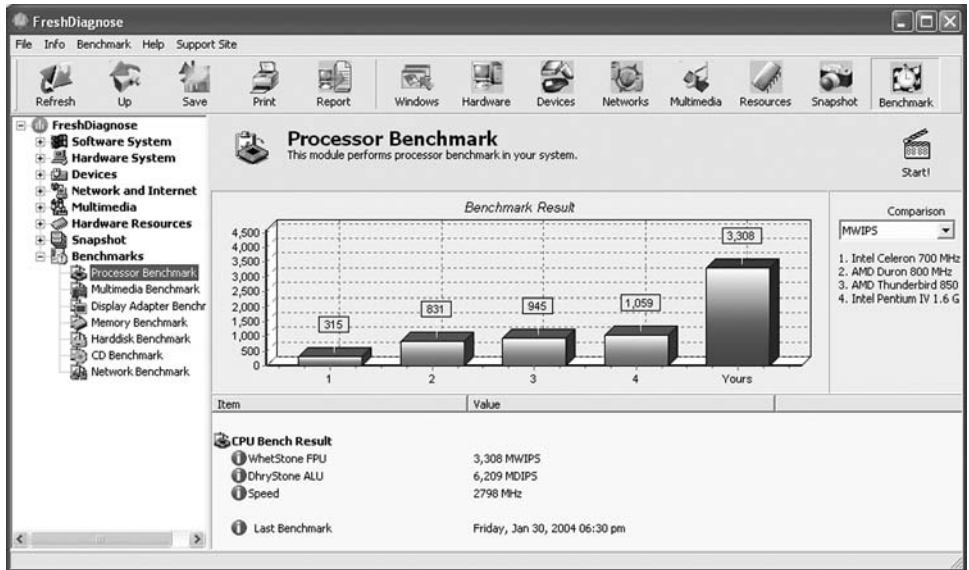 FreshDiagnose
File Info Benchmark Help Support Site
Refresh Up Save Print Report Windows Hardware Devices Networks Multimedia Resources Snapshot Benchmark
FreshDiagnose
Software System
Hardware System
Devices
Network and Internet
Multimedia
Hardware Resources
Snapshot
Benchmarks
Processor Benchmark
Multimedia Benchmark
Display Adapter Benchr
Memory Benchmark
Harddisk Benchmark
CD Benchmark
Network Benchmark
Processor Benchmark
This module performs processor benchmark in your system.
Start!
Benchmark Result
4,500
4,000
3,500
3,000
2,500
2,000
1,500
1,000
500
0
315
831
945
1,059
3,308
1 2 3 4 Yours
Comparison
MWIPS
1. Intel Celeron 700 MHz
2. AMD Duron 800 MHz
3. AMD Thunderbird 850
4. Intel Pentium IV 1.6 G
Item Value
CPU Bench Result
WhetStone FPU 3,308 MWIPS
DhryStone ALU 6,209 MDIPS
Speed 2798 MHz
Last Benchmark Friday, Jan 30, 2004 06:30 pm